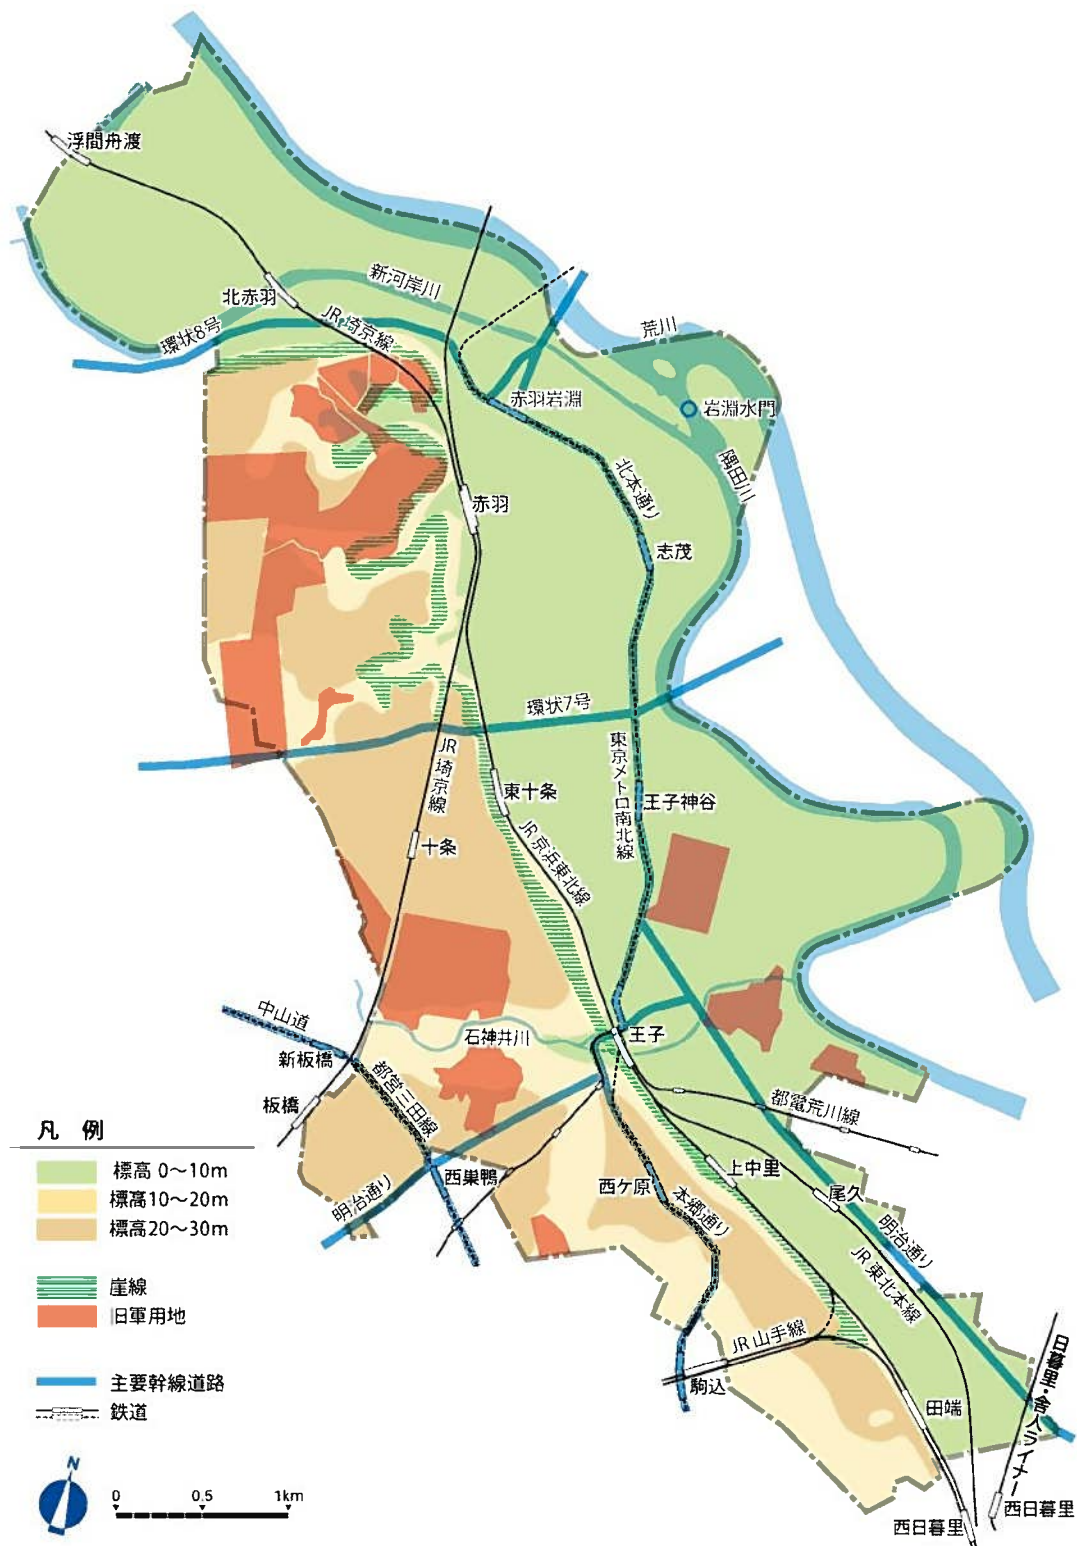 浮間舟渡
北赤羽
新河岸川
環状8号
JR埼京線
荒川
赤羽岩淵
岩淵水門
隅田川
北本通り
赤羽
志茂
環状7号
JR埼京線
東京メトロ南北線
東十条
王子神谷
十条
JR京浜東北線
中山道
新板橋
石神井川
王子
板橋
都営三田線
都電荒川線
西巣鴨
明治通り
西ケ原
本郷通り
上中里
尾久
明治通り
JR東北本線
JR山手線
駒込
田端
日暮里・舎人ライナー
西日暮里
西日暮里
凡 例
標高 0〜10m
標高10〜20m
標高20〜30m
崖線
旧軍用地
主要幹線道路
鉄道
N
0 0.5 1km